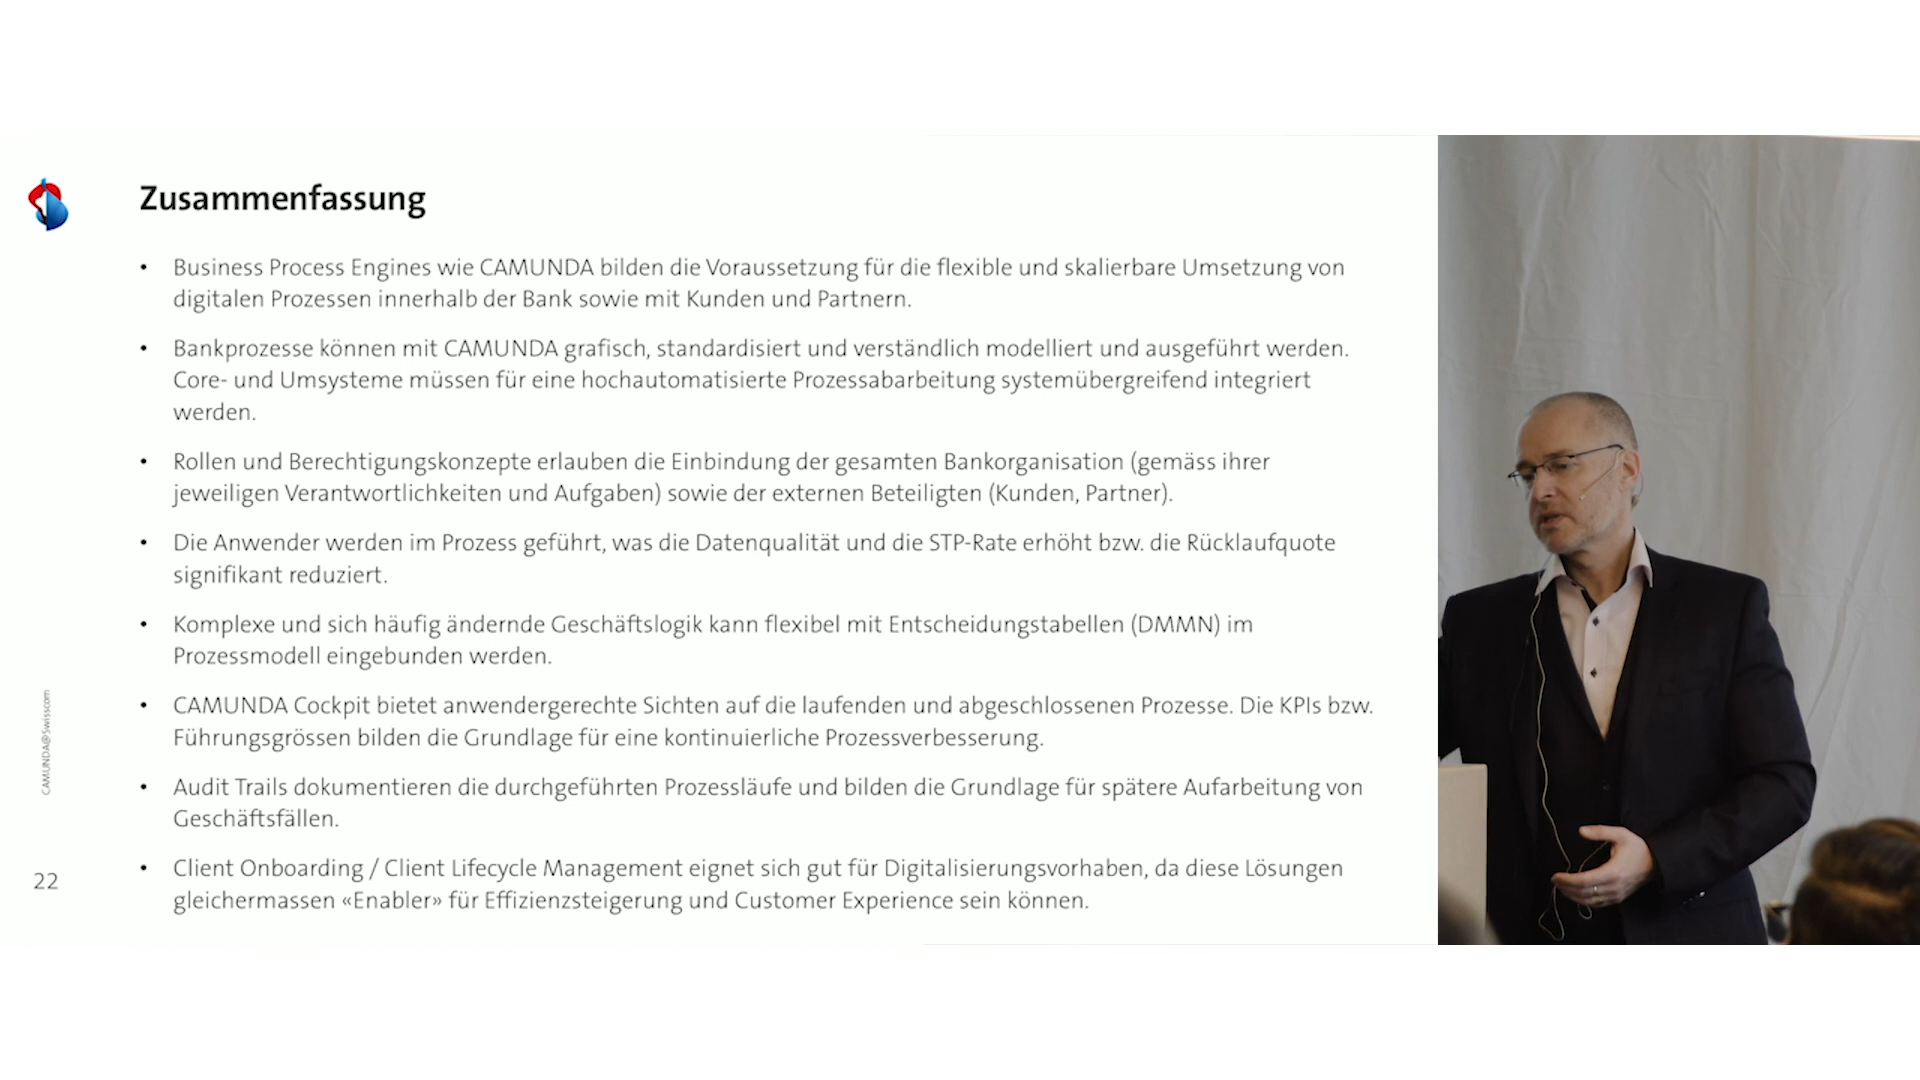 Zusammenfassung
• Business Process Engines wie CAMUNDA bilden die Voraussetzung für die flexible und skalierbare Umsetzung von
digitalen Prozessen innerhalb der Bank sowie mit Kunden und Partnern.
• Bankprozesse können mit CAMUNDA grafisch, standardisiert und verständlich modelliert und ausgeführt werden.
Core- und Umsysteme müssen für eine hochautomatisierte Prozessabarbeitung systemübergreifend integriert
werden.
• Rollen und Berechtigungskonzepte erlauben die Einbindung der gesamten Bankorganisation (gemäss ihrer
jeweiligen Verantwortlichkeiten und Aufgaben) sowie der externen Beteiligten (Kunden, Partner).
• Die Anwender werden im Prozess geführt, was die Datenqualität und die STP-Rate erhöht bzw. die Rücklaufquote
signifikant reduziert.
• Komplexe und sich häufig ändernde Geschäftslogik kann flexibel mit Entscheidungstabellen (DMMN) im
Prozessmodell eingebunden werden.
• CAMUNDA Cockpit bietet anwendergerechte Sichten auf die laufenden und abgeschlossenen Prozesse. Die KPIs bzw.
Führungsgrössen bilden die Grundlage für eine kontinuierliche Prozessverbesserung.
• Audit Trails dokumentieren die durchgeführten Prozessläufe und bilden die Grundlage für spätere Aufarbeitung von
Geschäftsfällen.
• Client Onboarding / Client Lifecycle Management eignet sich gut für Digitalisierungsvorhaben, da diese Lösungen
gleichermassen «Enabler» für Effizienzsteigerung und Customer Experience sein können.
CAMUNDA@Swisscom
22